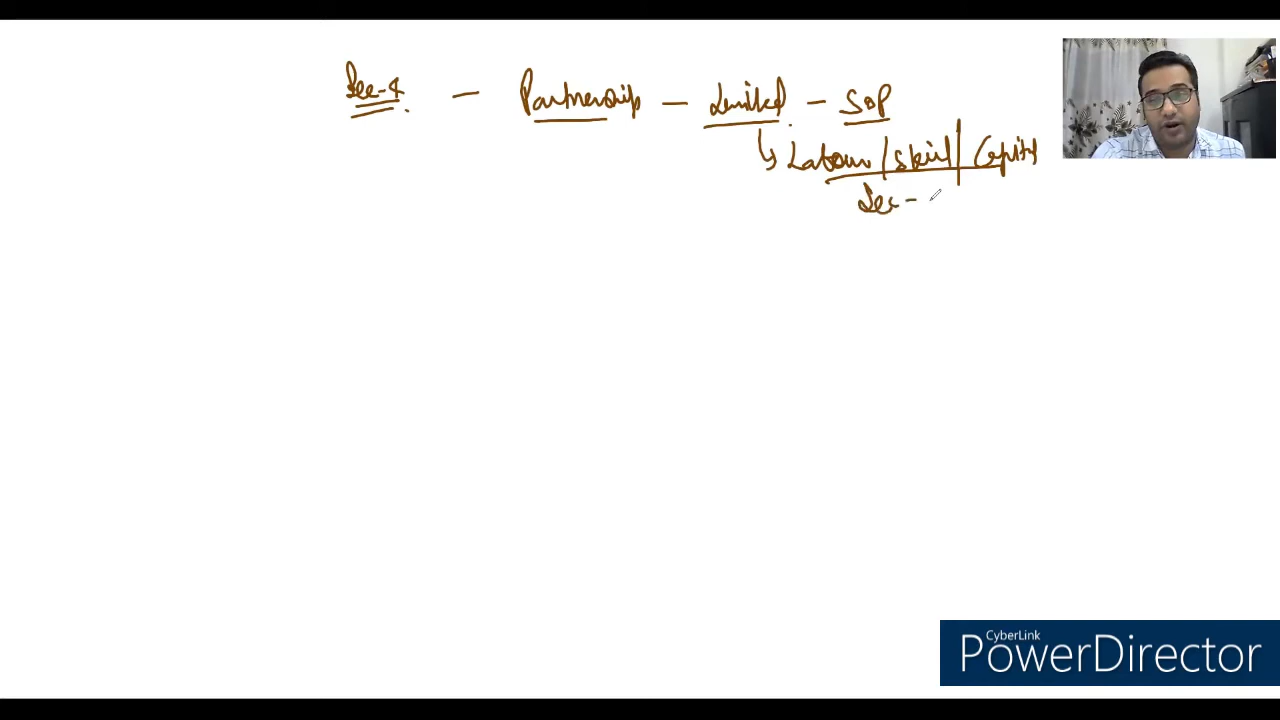 Sec-4 - Partnership - Limited - SOP
↳ Labour | Skill | Capital
Sec -
CyberLink
PowerDirector